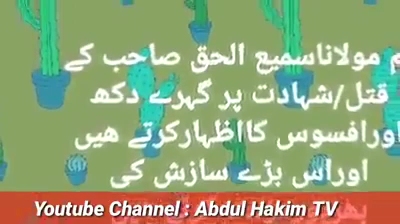 م مولاناسمیع الحق صاحب کے
قتل/شہادت پر گہرے دکھ
اورافسوس کااظہارکرتے ھیں
اوراس بڑے سازش کی
Youtube Channel : Abdul Hakim TV